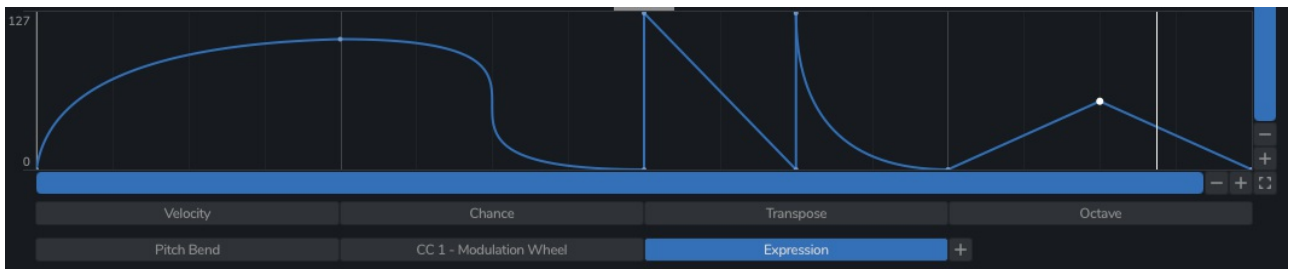 127
0
Velocity Chance Transpose Octave
Pitch Bend CC 1 - Modulation Wheel Expression +